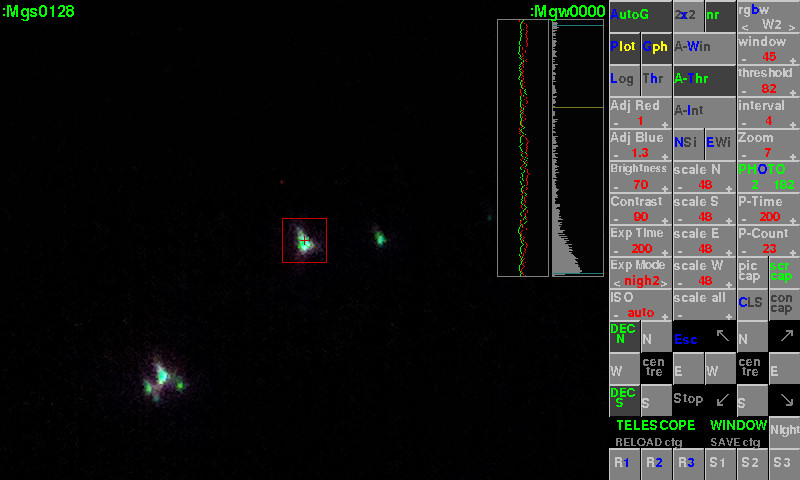 :Mgs0128 :Mgw0000
AutoG 2x2 nr rgbw
< W2 >
Plot Gph A-Win window
- 45 +
Log Thr A-Thr threshold
- 82 +
Adj Red A-Int interval
- 1 + - 4 +
Adj Blue NSi EWi Zoom
- 1.3 + - 7 +
Brightness scale N PHOTO
- 70 + - 48 + 2 182
Contrast scale S P-Time
- 90 + - 48 + - 200 +
Exp Time scale E P-Count
- 200 + - 48 + - 23 +
Exp Mode scale W pic cap scr cap
< nigh2 > - 48 +
ISO scale all CLS con cap
- auto + - +
DEC N N Esc ↖ N ↗
W cen tre E W cen tre E
DEC S S Stop ↙ S ↘
TELESCOPE WINDOW Night
RELOAD cfg SAVE cfg
R1 R2 R3 S1 S2 S3